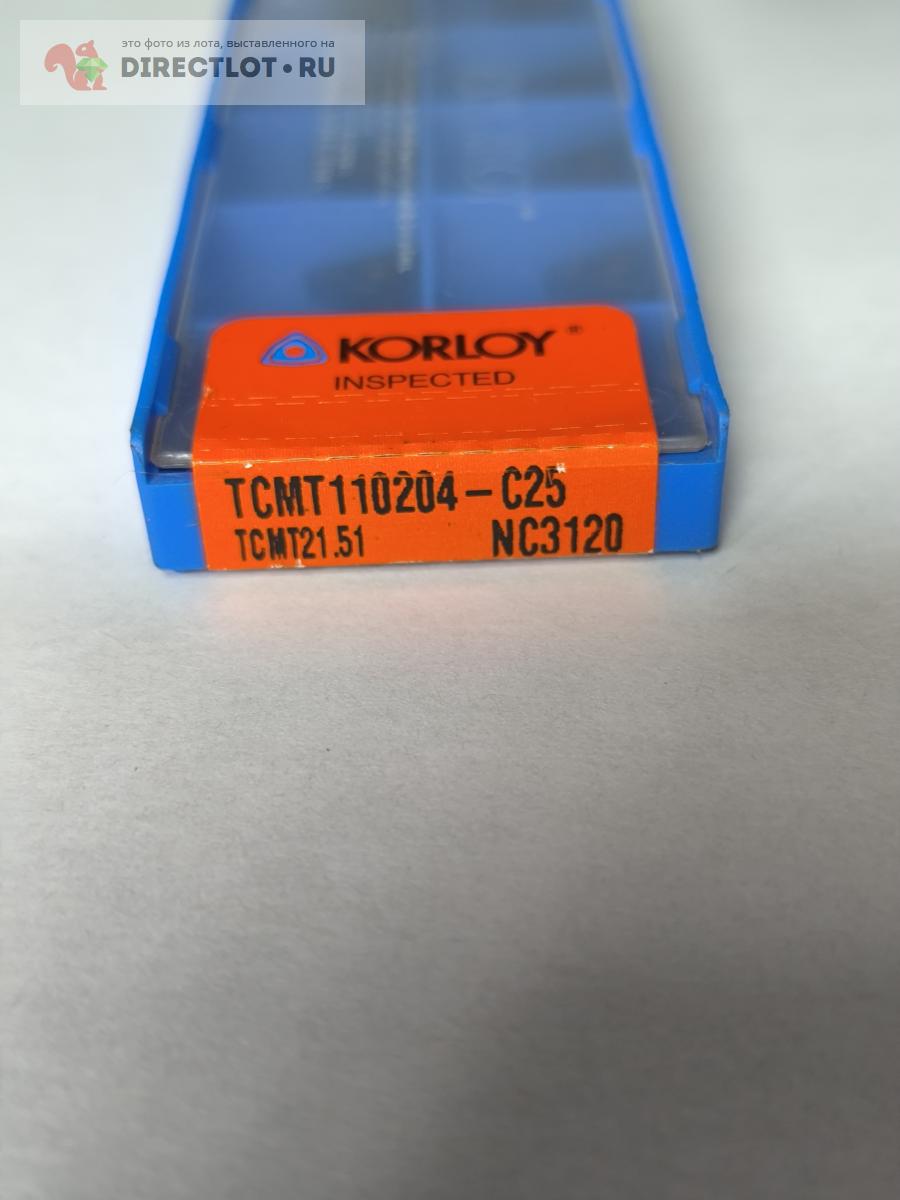 это фото из лота, выставленного на
DIRECTLOT•RU
KORLOY ®
INSPECTED
TCMT110204-C25
TCMT21.51 NC3120